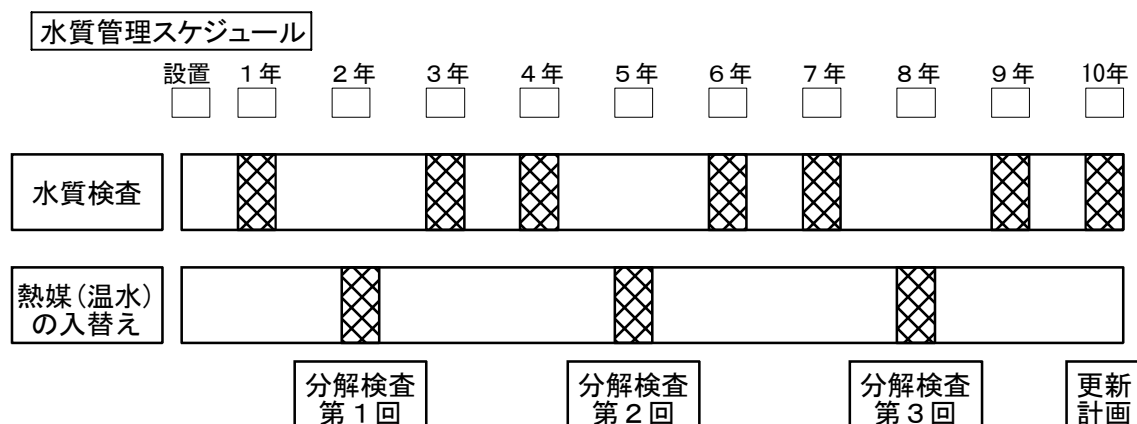 水質管理スケジュール
設置 1年 2年 3年 4年 5年 6年 7年 8年 9年 10年
水質検査
熱媒(温水)
の入替え
分解検査
第1回
分解検査
第2回
分解検査
第3回
更新
計画